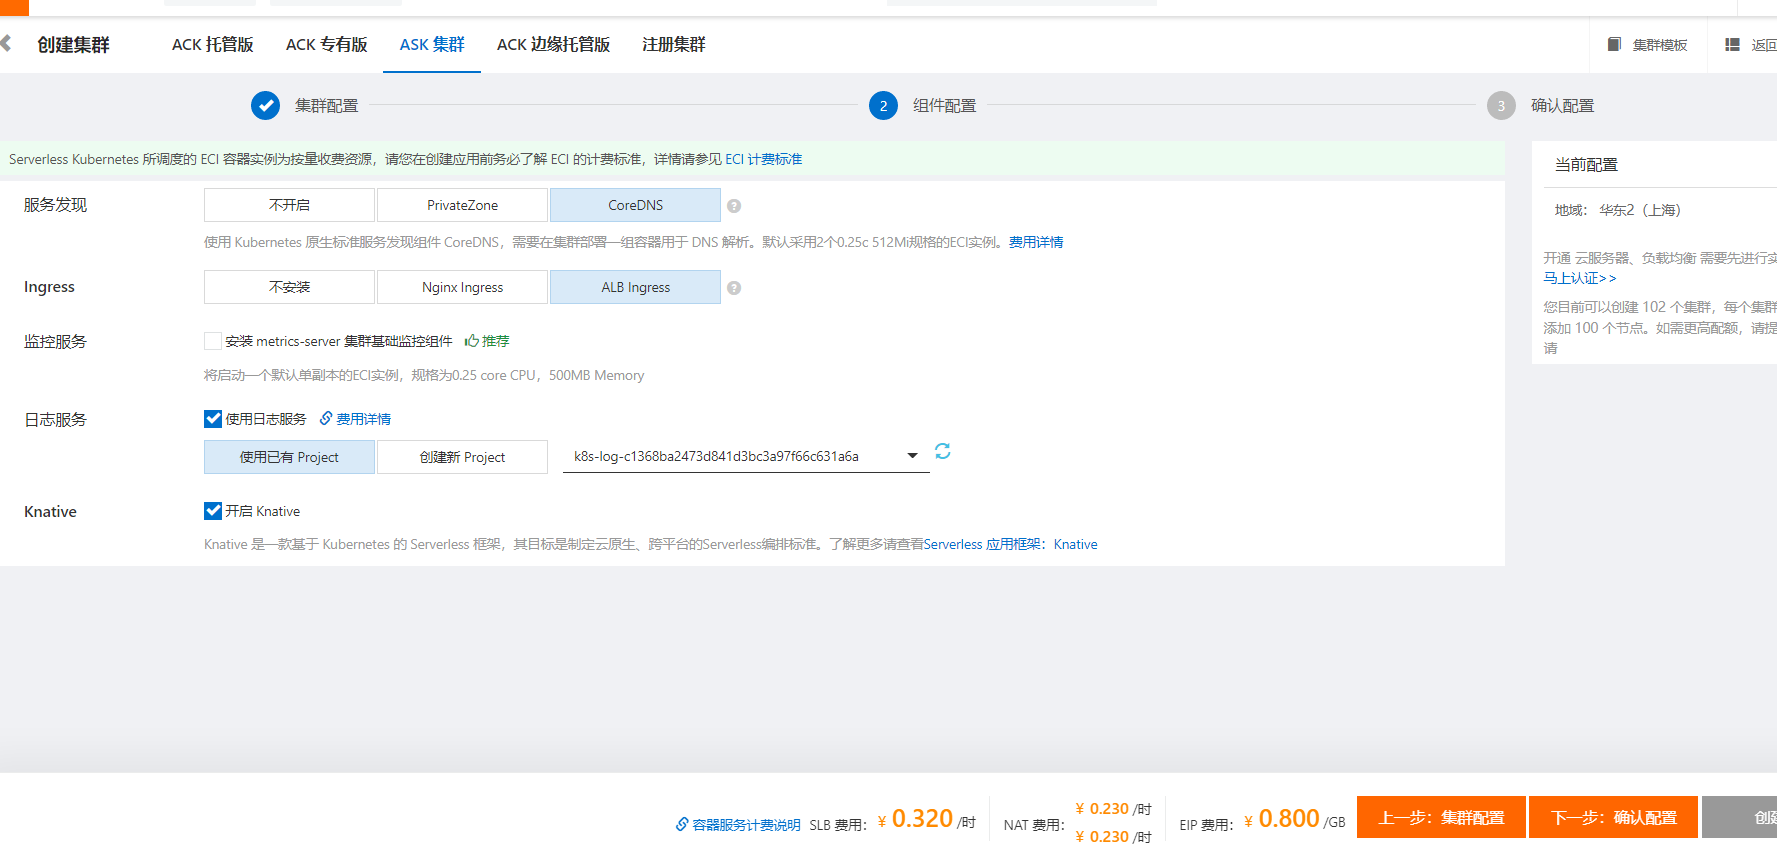 创建集群 ACK 托管版 ACK 专有版 ASK 集群 ACK 边缘托管版 注册集群 集群模板 返回
集群配置 2 组件配置 3 确认配置
Serverless Kubernetes 所调度的 ECI 容器实例为按量收费资源，请您在创建应用前务必了解 ECI 的计费标准，详情请参见 ECI 计费标准
当前配置
地域： 华东2（上海）
开通 云服务器、负载均衡 需要先进行实
马上认证>>
您目前可以创建 102 个集群，每个集群
添加 100 个节点。如需更高配额，请提
请
服务发现 不开启 PrivateZone CoreDNS ?
使用 Kubernetes 原生标准服务发现组件 CoreDNS，需要在集群部署一组容器用于 DNS 解析。默认采用2个0.25c 512Mi规格的ECI实例。费用详情
Ingress 不安装 Nginx Ingress ALB Ingress ?
监控服务 安装 metrics-server 集群基础监控组件 推荐
将启动一个默认单副本的ECI实例，规格为0.25 core CPU，500MB Memory
日志服务 使用日志服务 费用详情
使用已有 Project 创建新 Project k8s-log-c1368ba2473d841d3bc3a97f66c631a6a
Knative 开启 Knative
Knative 是一款基于 Kubernetes 的 Serverless 框架，其目标是制定云原生、跨平台的Serverless编排标准。了解更多请查看Serverless 应用框架：Knative
容器服务计费说明 SLB 费用： ¥ 0.320 /时 NAT 费用： ¥ 0.230 /时
¥ 0.230 /时
EIP 费用： ¥ 0.800 /GB 上一步：集群配置 下一步：确认配置 创建